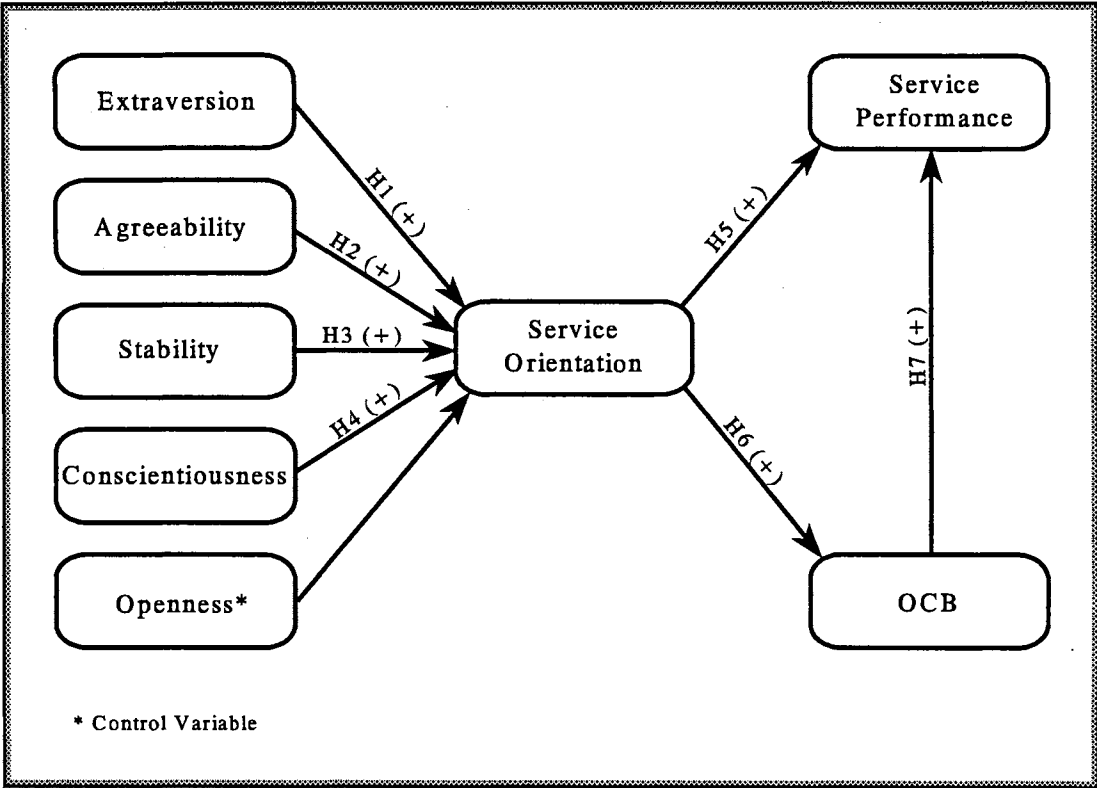 Extraversion
Agreeability
Stability
Conscientiousness
Openness*
H1 (+)
H2 (+)
H3 (+)
H4 (+)
Service
Orientation
H5 (+)
H6 (+)
Service
Performance
H7 (+)
OCB
* Control Variable